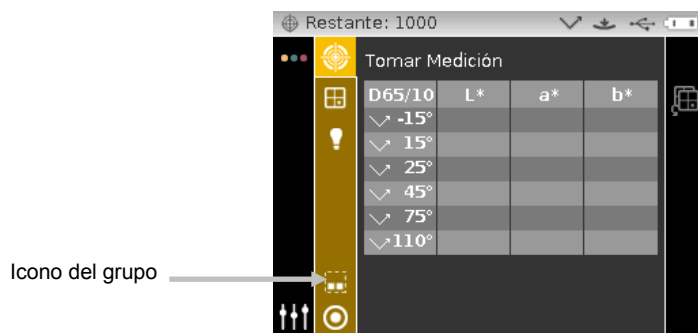 Restante: 1000
Tomar Medición
D65/10 L* a* b*
-15°
15°
25°
45°
75°
110°
Icono del grupo